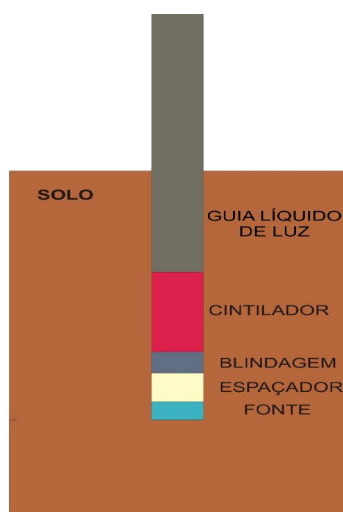 SOLO
GUIA LÍQUIDO
DE LUZ
CINTILADOR
BLINDAGEM
ESPAÇADOR
FONTE